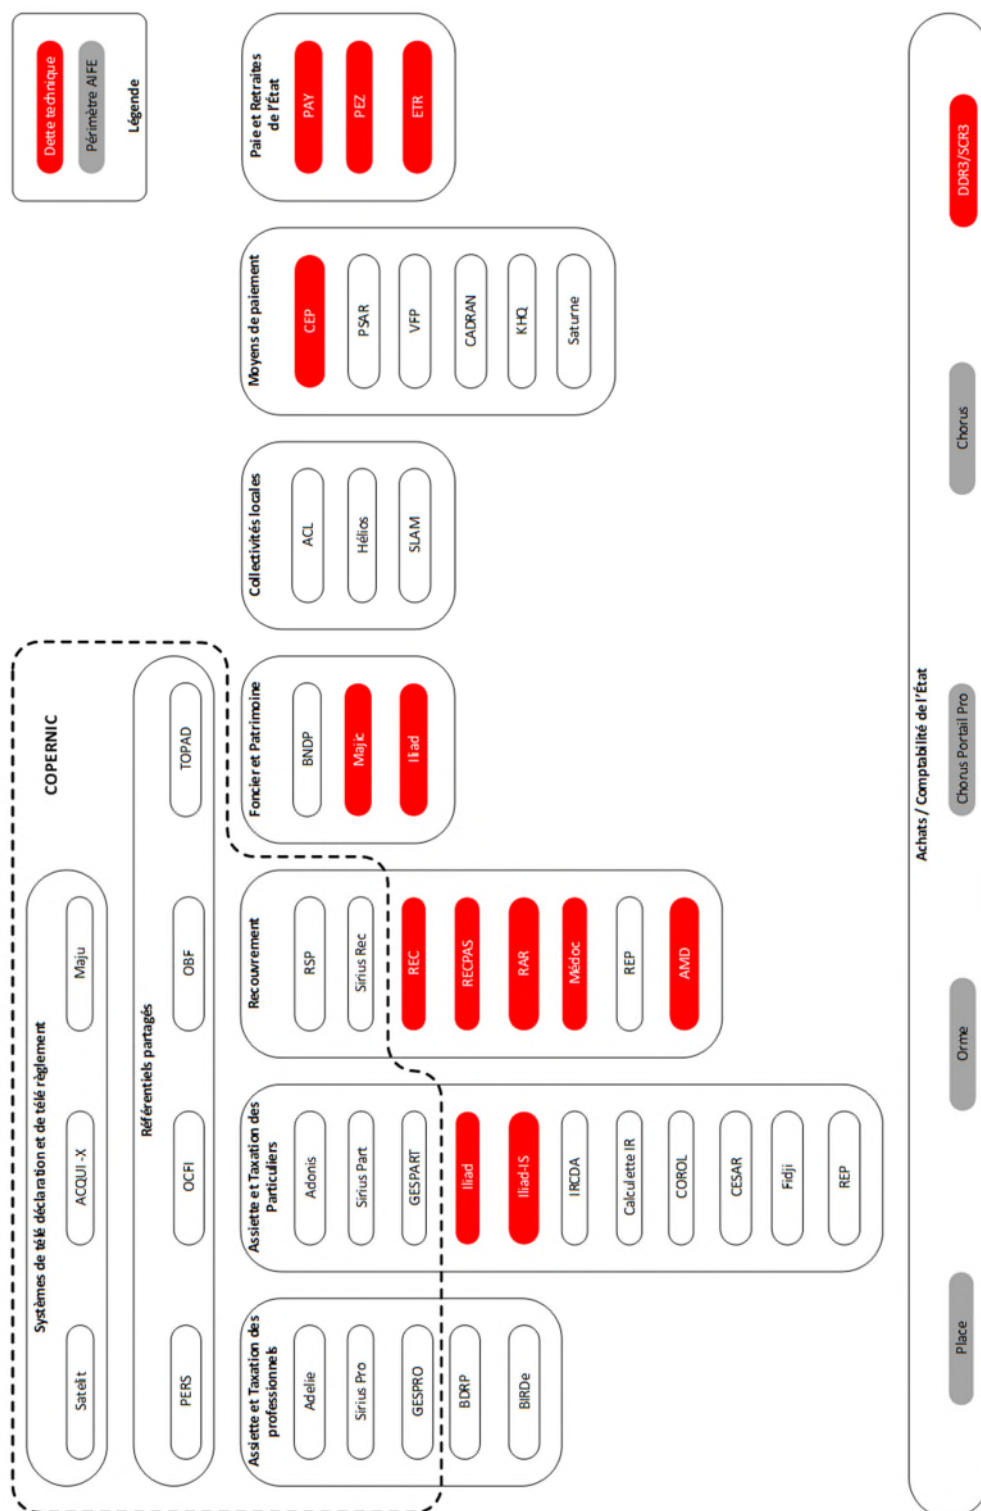 COPERNIC
Systèmes de télé déclaration et de télé règlement
Satelit
ACQUI -X
Maju
Référentiels partagés
PERS
OCFI
OBF
TOPAD
Assiette et Taxation des
professionnels
Adelie
Sirius Pro
GESPRO
BDRP
BIRDe
Assiette et Taxation des
Particuliers
Adonis
Sirius Part
GESPART
Iliad
Iliad-IS
IRCDA
Calculette IR
COROL
CESAR
Fidji
REP
Recouvrement
RSP
Sirius Rec
REC
RECPAS
RAR
Médoc
REP
AMD
Foncier et Patrimoine
BNDP
Majic
Iliad
Collectivités locales
ACL
Hélios
SLAM
Moyens de paiement
CEP
PSAR
VFP
CADRAN
KHQ
Saturne
Paie et Retraites
de l'État
PAY
PEZ
ETR
Dette technique
Périmètre AIFE
Légende
Achats / Comptabilité de l'État
Place
Orme
Chorus Portail Pro
Chorus
DDR3/SCR3